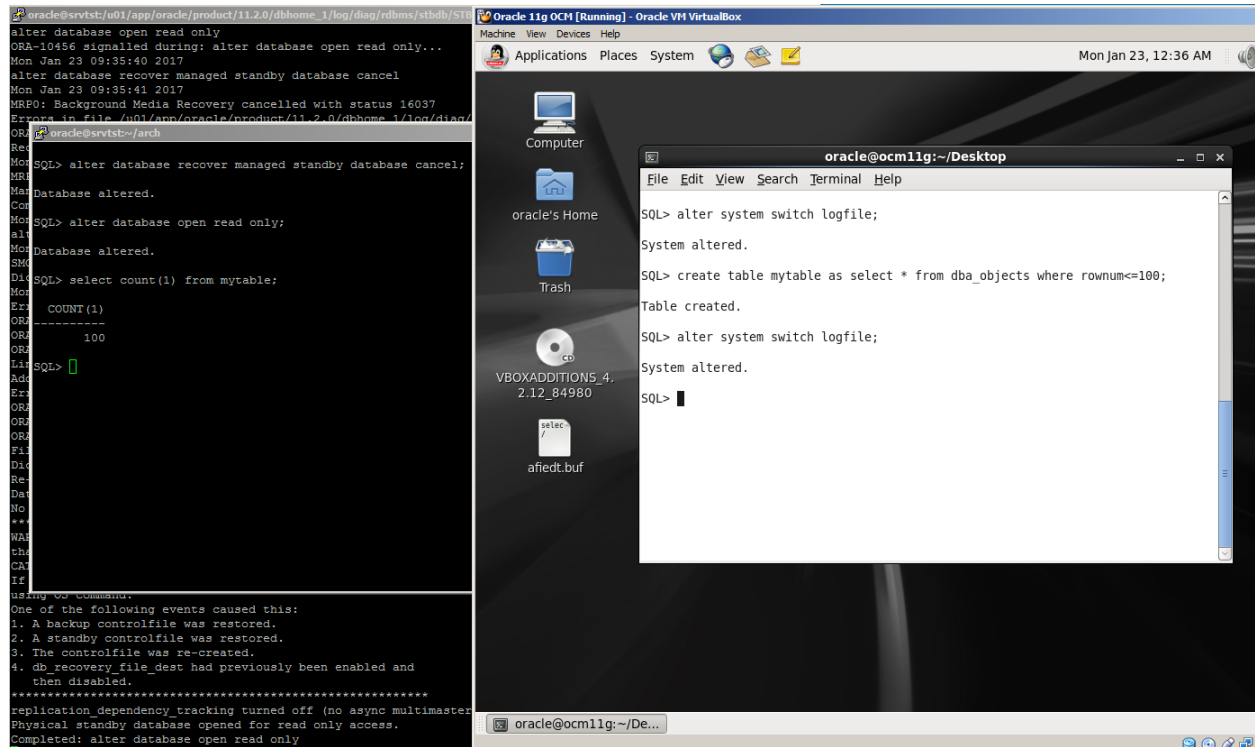 oracle@srvtst:/u01/app/oracle/product/11.2.0/dbhome_1/log/diag/rdbms/stbdb/STB
alter database open read only
ORA-10456 signalled during: alter database open read only...
Mon Jan 23 09:35:40 2017
alter database recover managed standby database cancel
Mon Jan 23 09:35:41 2017
MRP0: Background Media Recovery cancelled with status 16037
Errors in file /u01/app/oracle/product/11.2.0/dbhome_1/log/diag/
oracle@srvtst:~/arch
SQL> alter database recover managed standby database cancel;
Database altered.
SQL> alter database open read only;
Database altered.
SQL> select count(1) from mytable;
COUNT(1)
----------
100
SQL>
using OS command.
One of the following events caused this:
1. A backup controlfile was restored.
2. A standby controlfile was restored.
3. The controlfile was re-created.
4. db_recovery_file_dest had previously been enabled and
then disabled.
**********************************************************
replication_dependency_tracking turned off (no async multimaster
Physical standby database opened for read only access.
Completed: alter database open read only
Oracle 11g OCM [Running] - Oracle VM VirtualBox
Machine View Devices Help
Applications Places System
Mon Jan 23, 12:36 AM
Computer
oracle's Home
Trash
CD
VBOXADDITIONS_4.
2.12_84980
selec
/
afiedt.buf
oracle@ocm11g:~/Desktop
File Edit View Search Terminal Help
SQL> alter system switch logfile;
System altered.
SQL> create table mytable as select * from dba_objects where rownum<=100;
Table created.
SQL> alter system switch logfile;
System altered.
SQL>
oracle@ocm11g:~/De...